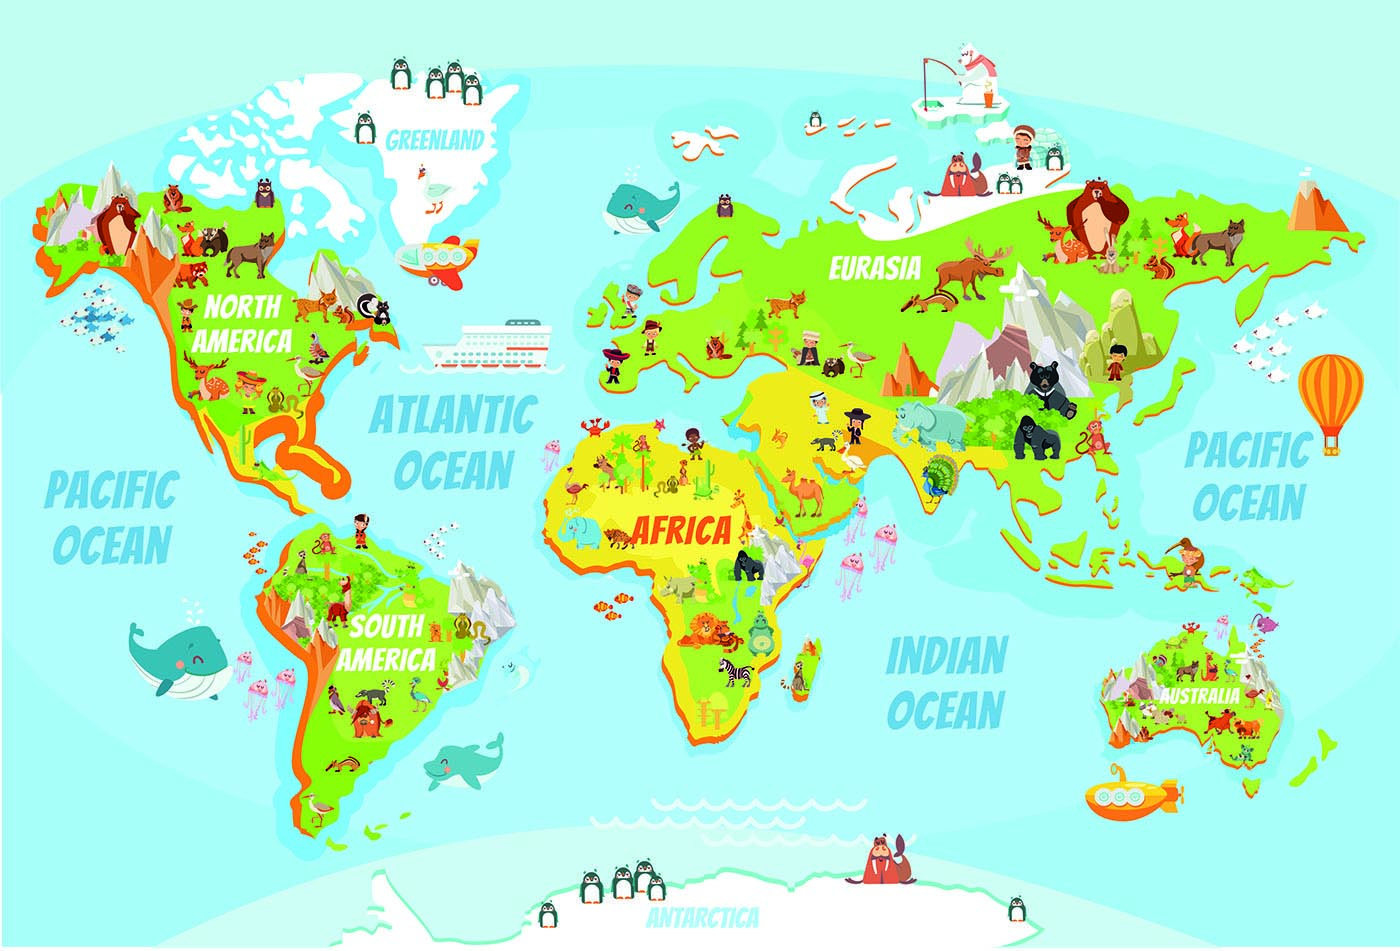 GREENLAND
NORTH
AMERICA
EURASIA
ATLANTIC
OCEAN
PACIFIC
OCEAN
PACIFIC
OCEAN
AFRICA
SOUTH
AMERICA
INDIAN
OCEAN
AUSTRALIA
ANTARCTICA